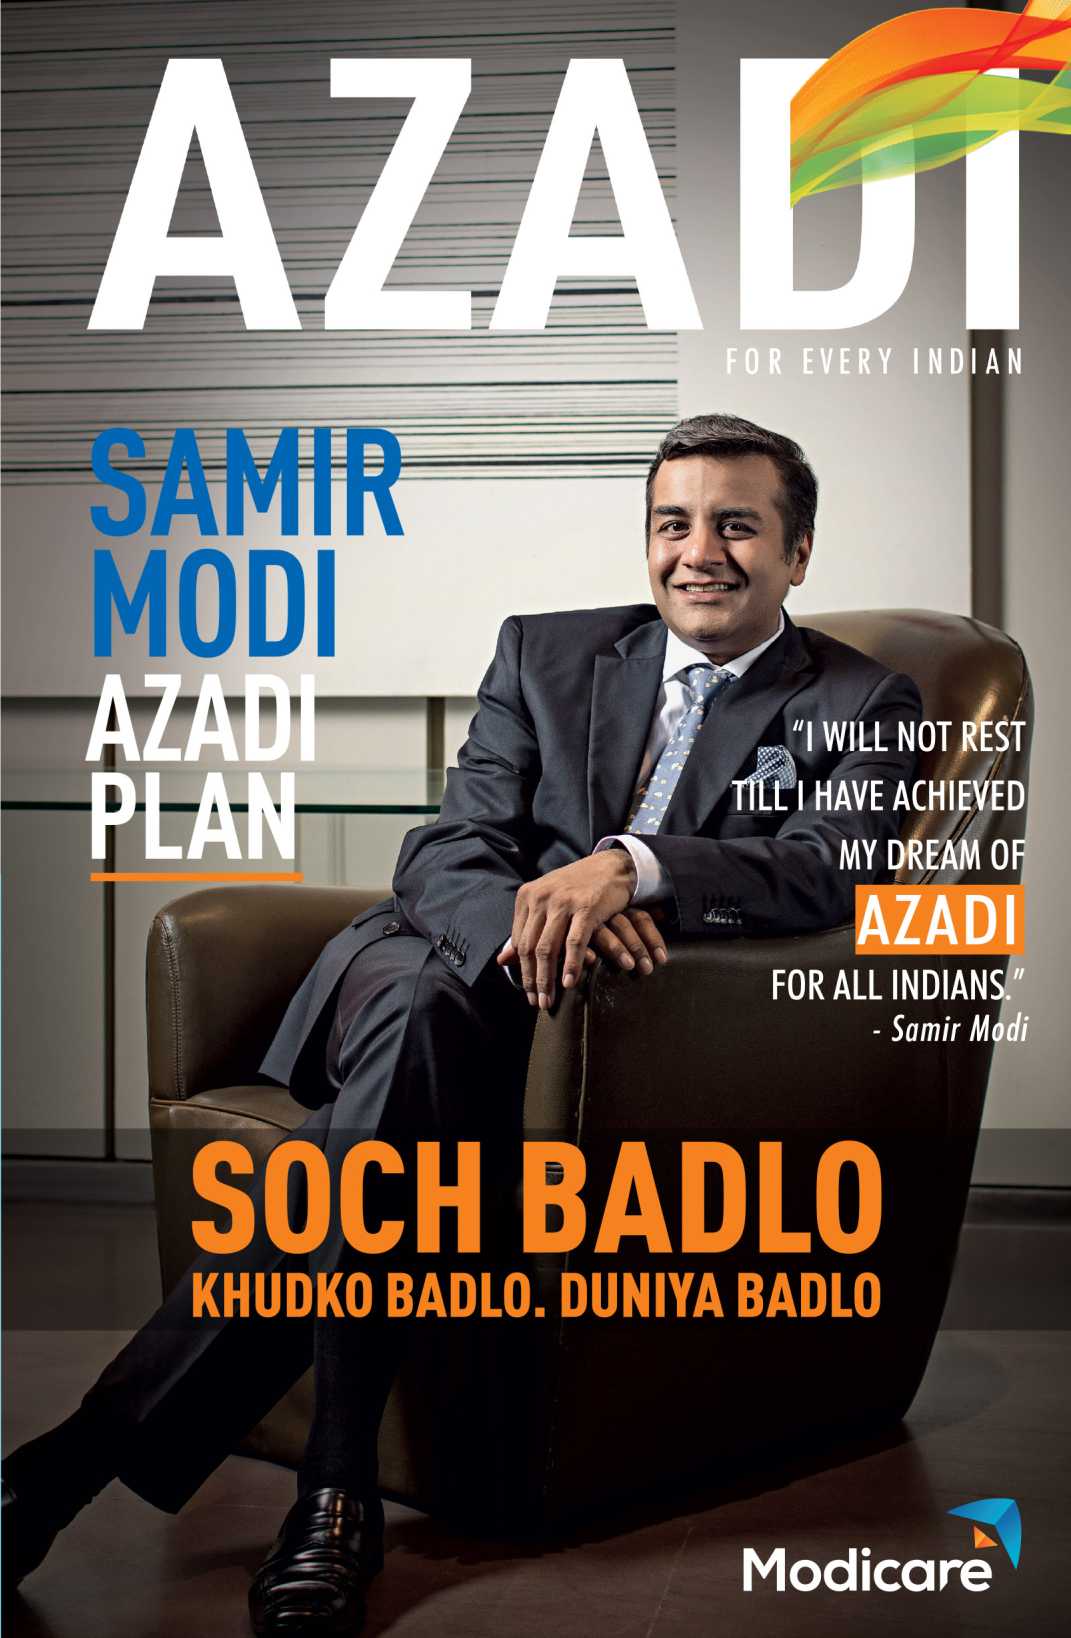 AZADI
FOR EVERY INDIAN
SAMIR
MODI
AZADI
PLAN
“I WILL NOT REST
TILL I HAVE ACHIEVED
MY DREAM OF
AZADI
FOR ALL INDIANS.”
- Samir Modi
SOCH BADLO
KHUDKO BADLO. DUNIYA BADLO
Modicare